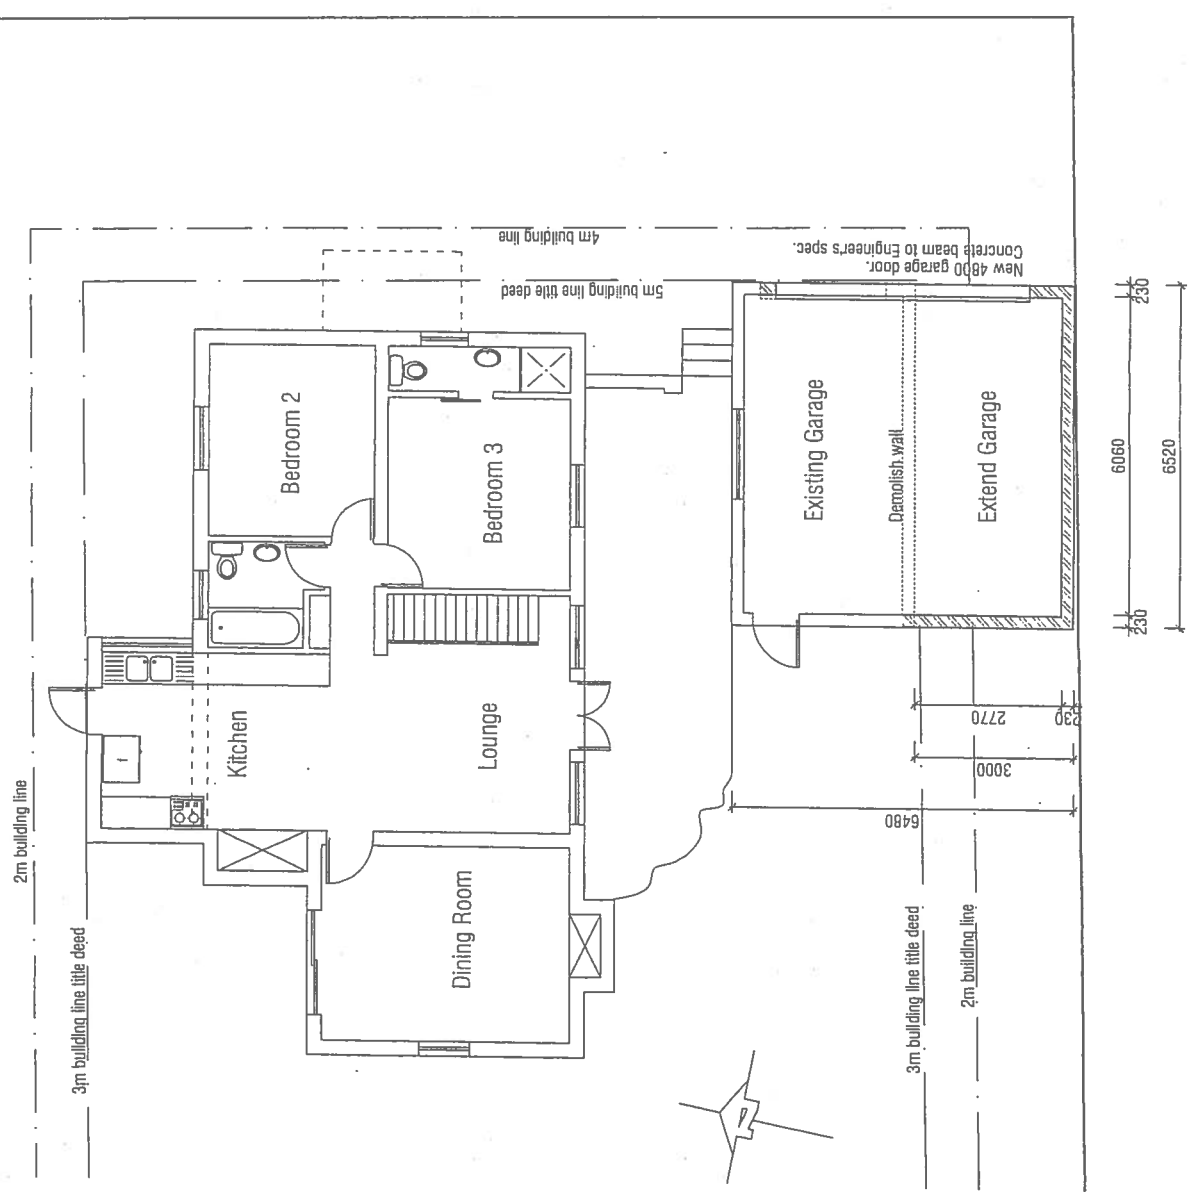 4m building line
5m building line title deed
New 4800 garage door.
Concrete beam to Engineer's spec.
Bedroom 2
Bedroom 3
Existing Garage
Demolish wall
Extend Garage
230
6060
6520
230
Kitchen
f
Lounge
Dining Room
2770
230
3000
6480
2m building line
3m building line title deed
3m building line title deed
2m building line